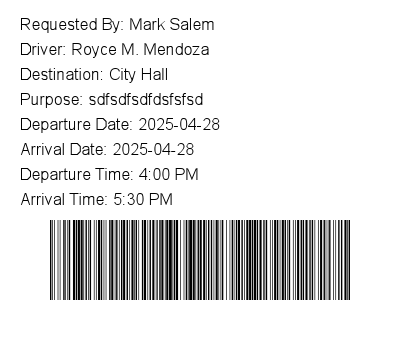 Requested By: Mark Salem
Driver: Royce M. Mendoza
Destination: City Hall
Purpose: sdfsdfsdfdsfsfsd
Departure Date: 2025-04-28
Arrival Date: 2025-04-28
Departure Time: 4:00 PM
Arrival Time: 5:30 PM